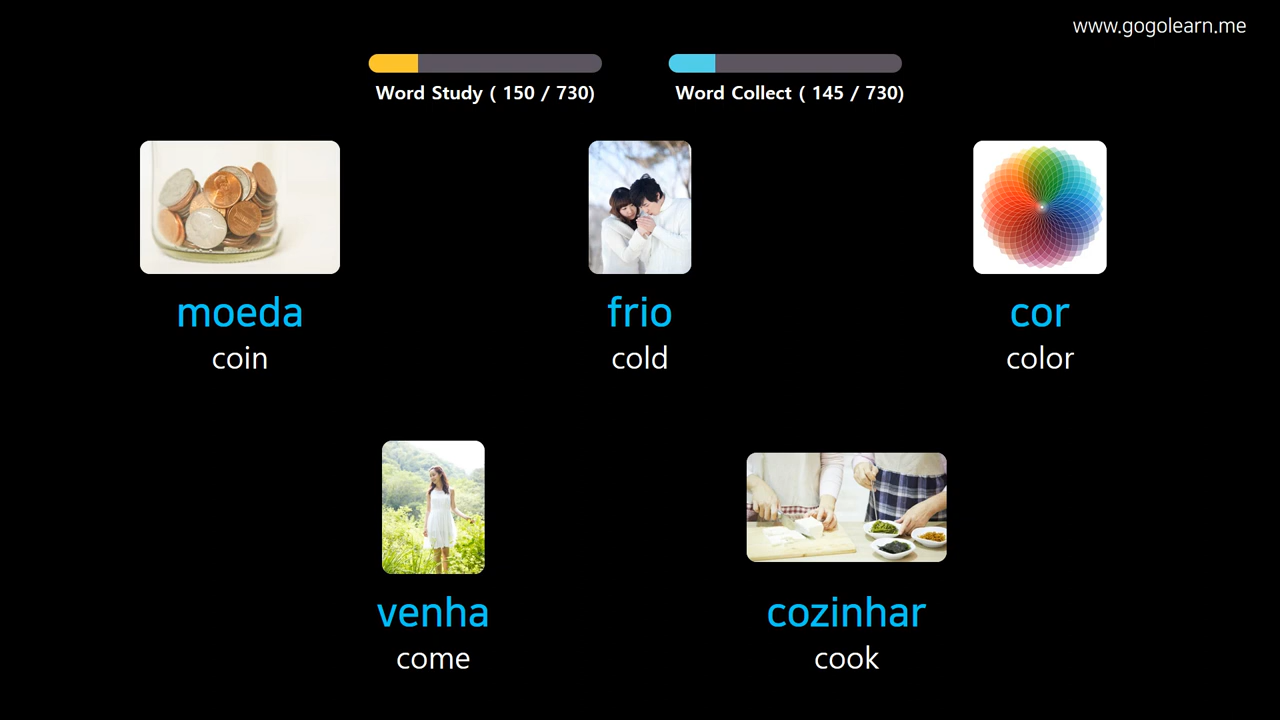 www.gogolearn.me
Word Study ( 150 / 730)
Word Collect ( 145 / 730)
moeda
coin
frio
cold
cor
color
venha
come
cozinhar
cook